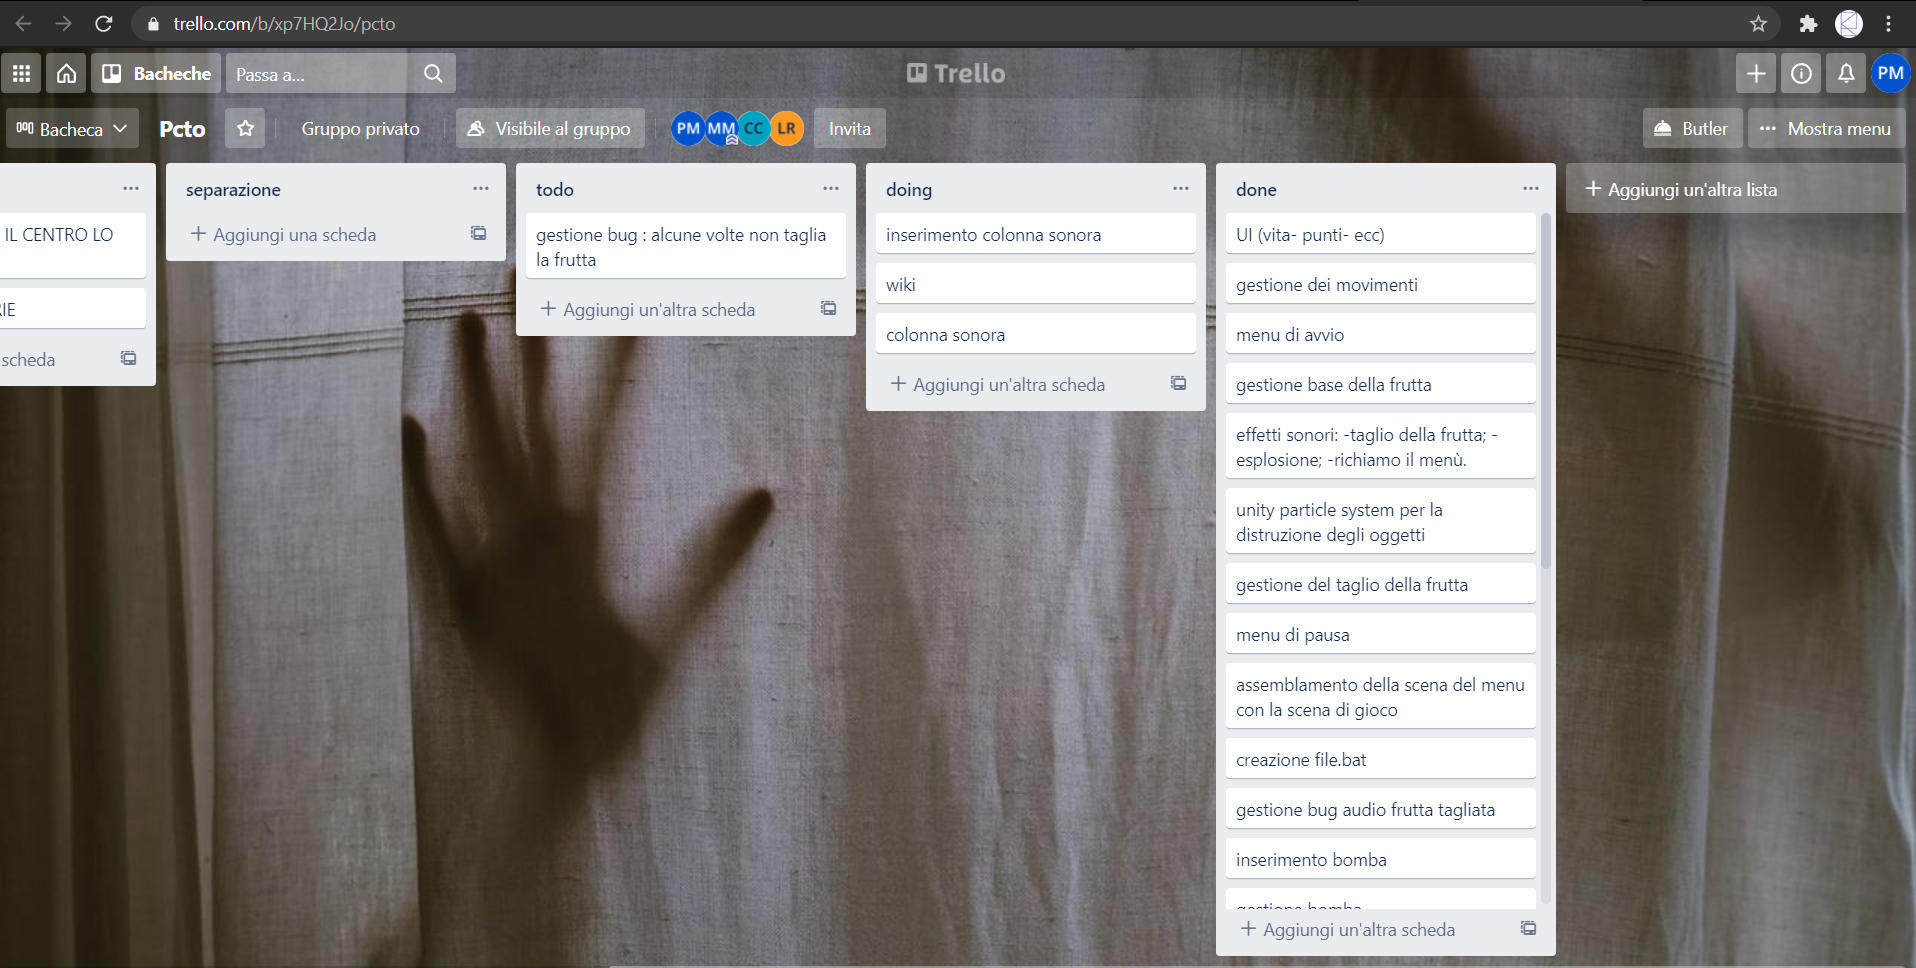 trello.com/b/xp7HQ2Jo/pcto
Bacheche
Passa a...
Trello
PM
Bacheca
Pcto
Gruppo privato
Visibile al gruppo
PM MM CC LR
Invita
Butler
Mostra menu
IL CENTRO LO
scheda
separazione
Aggiungi una scheda
todo
gestione bug : alcune volte non taglia
la frutta
Aggiungi un'altra scheda
doing
inserimento colonna sonora
wiki
colonna sonora
Aggiungi un'altra scheda
done
UI (vita- punti- ecc)
gestione dei movimenti
menu di avvio
gestione base della frutta
effetti sonori: -taglio della frutta; -
esplosione; -richiamo il menù.
unity particle system per la
distruzione degli oggetti
gestione del taglio della frutta
menu di pausa
assemblamento della scena del menu
con la scena di gioco
creazione file.bat
gestione bug audio frutta tagliata
inserimento bomba
gestione bomba
Aggiungi un'altra scheda
Aggiungi un'altra lista